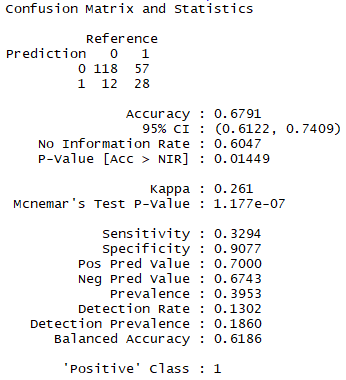 Confusion Matrix and Statistics
Reference
Prediction 0 1
0 118 57
1 12 28
Accuracy : 0.6791
95% CI : (0.6122, 0.7409)
No Information Rate : 0.6047
P-Value [Acc > NIR] : 0.01449
Kappa : 0.261
Mcnemar's Test P-Value : 1.177e-07
Sensitivity : 0.3294
Specificity : 0.9077
Pos Pred Value : 0.7000
Neg Pred Value : 0.6743
Prevalence : 0.3953
Detection Rate : 0.1302
Detection Prevalence : 0.1860
Balanced Accuracy : 0.6186
'Positive' Class : 1